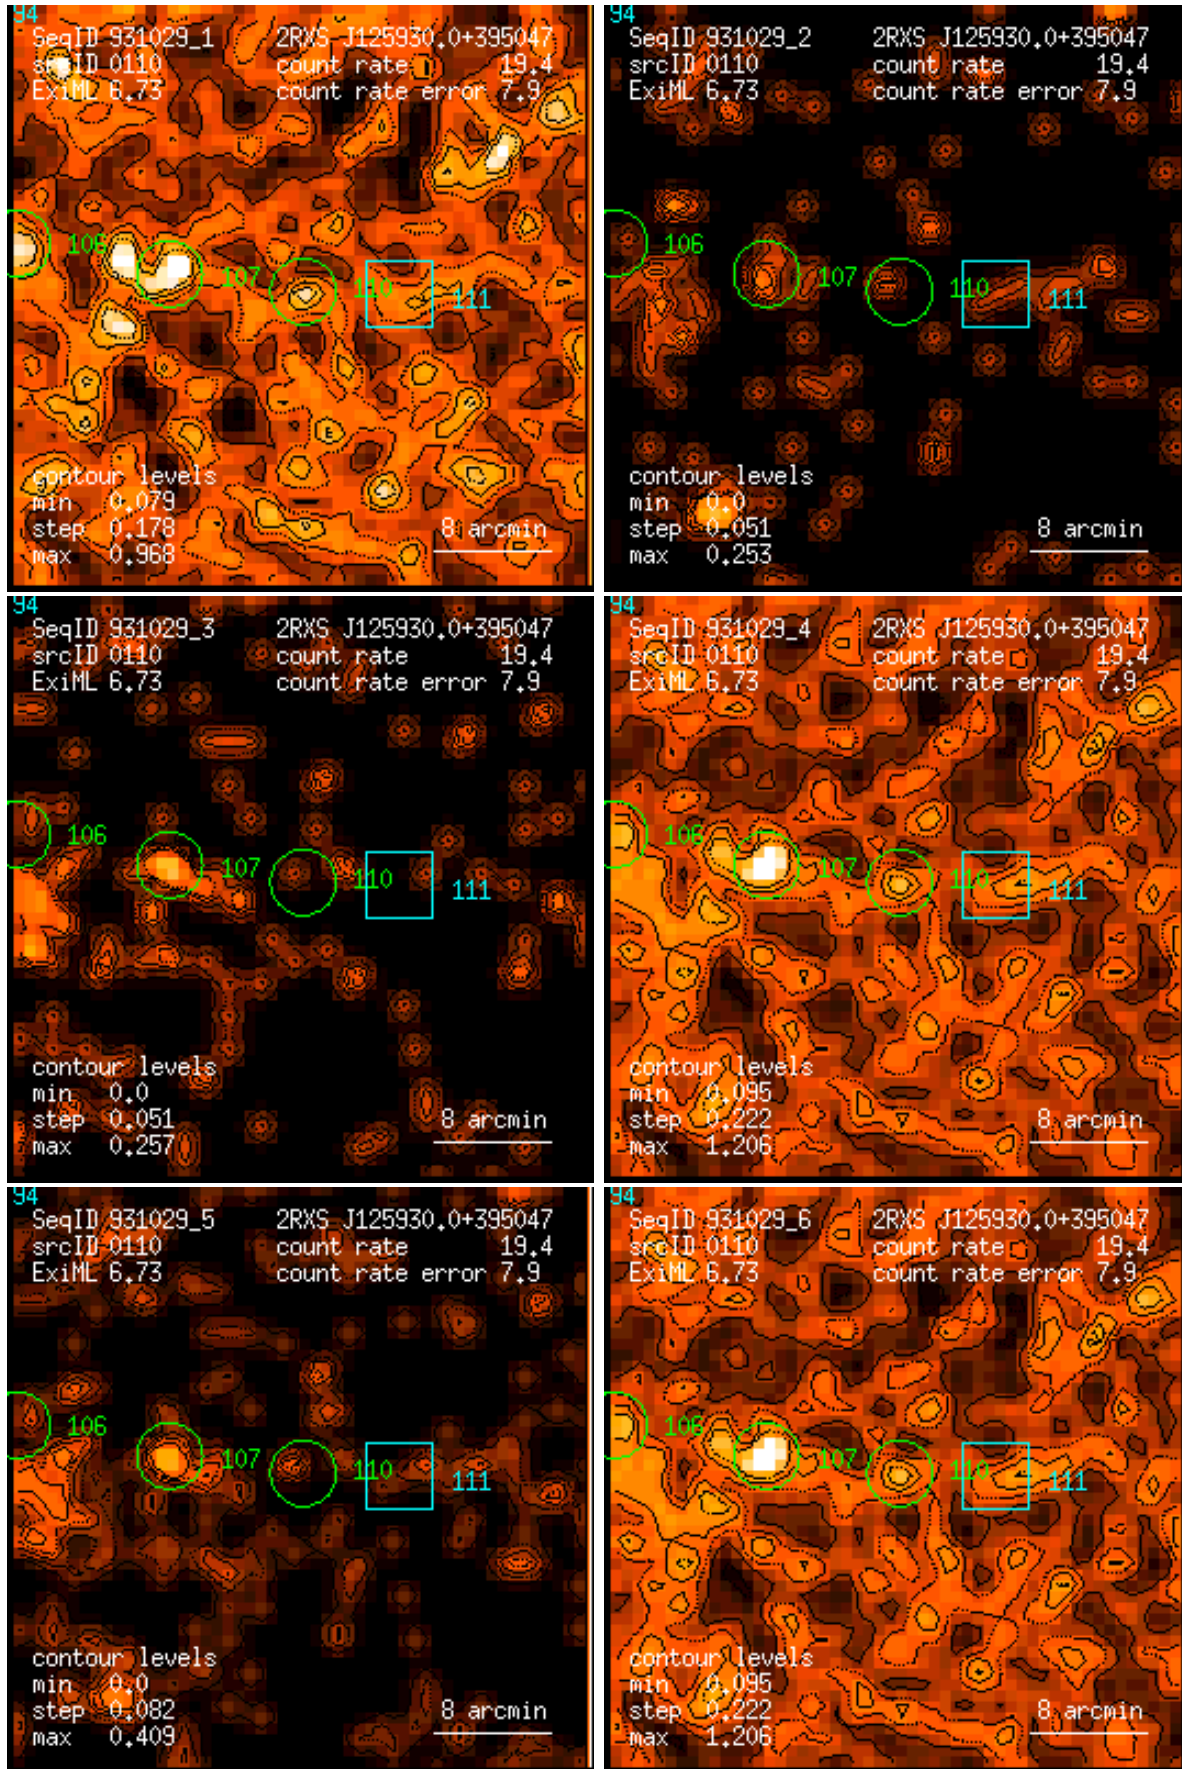 94
SeqID 931029_1 2RXS J125930.0+395047
srcID 0110 count rate 19.4
ExiML 6.73 count rate error 7.9
106
107
110
111
contour levels
min 0.079
step 0.178
max 0.968
8 arcmin
94
SeqID 931029_2 2RXS J125930.0+395047
srcID 0110 count rate 19.4
ExiML 6.73 count rate error 7.9
106
107
110
111
contour levels
min 0.0
step 0.051
max 0.253
8 arcmin
94
SeqID 931029_3 2RXS J125930.0+395047
srcID 0110 count rate 19.4
ExiML 6.73 count rate error 7.9
106
107
110
111
contour levels
min 0.0
step 0.051
max 0.257
8 arcmin
94
SeqID 931029_4 2RXS J125930.0+395047
srcID 0110 count rate 19.4
ExiML 6.73 count rate error 7.9
106
107
110
111
contour levels
min 0.095
step 0.222
max 1.206
8 arcmin
94
SeqID 931029_5 2RXS J125930.0+395047
srcID 0110 count rate 19.4
ExiML 6.73 count rate error 7.9
106
107
110
111
contour levels
min 0.0
step 0.082
max 0.409
8 arcmin
94
SeqID 931029_6 2RXS J125930.0+395047
srcID 0110 count rate 19.4
ExiML 6.73 count rate error 7.9
106
107
110
111
contour levels
min 0.095
step 0.222
max 1.206
8 arcmin